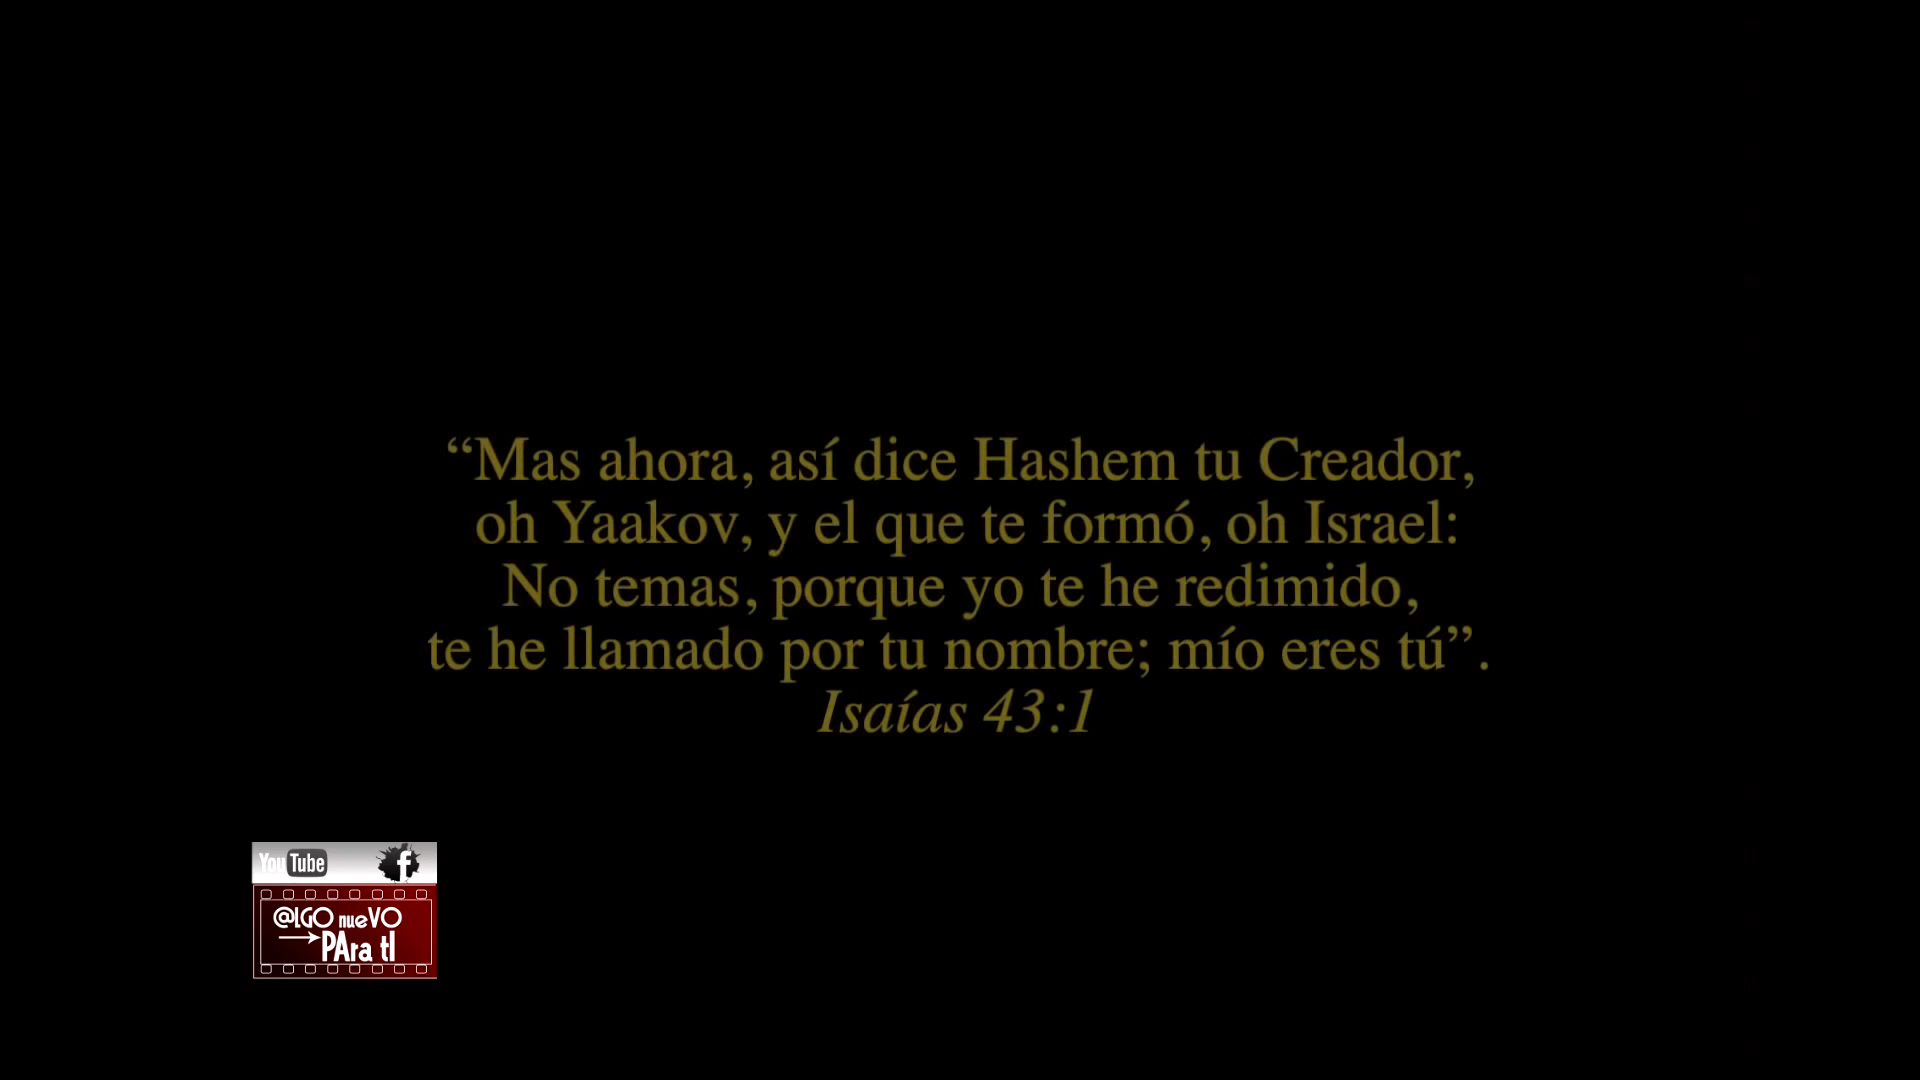 “Mas ahora, así dice Hashem tu Creador,
oh Yaakov, y el que te formó, oh Israel:
No temas, porque yo te he redimido,
te he llamado por tu nombre; mío eres tú”.
Isaías 43:1
YouTube f
@LGO nueVO
PAra tI